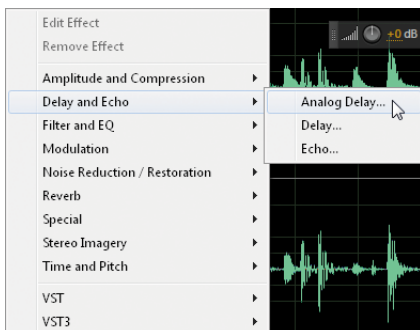 Edit Effect
Remove Effect
+0 dB
Amplitude and Compression
Delay and Echo
Analog Delay...
Filter and EQ
Delay...
Modulation
Echo...
Noise Reduction / Restoration
Reverb
Special
Stereo Imagery
Time and Pitch
VST
VST3